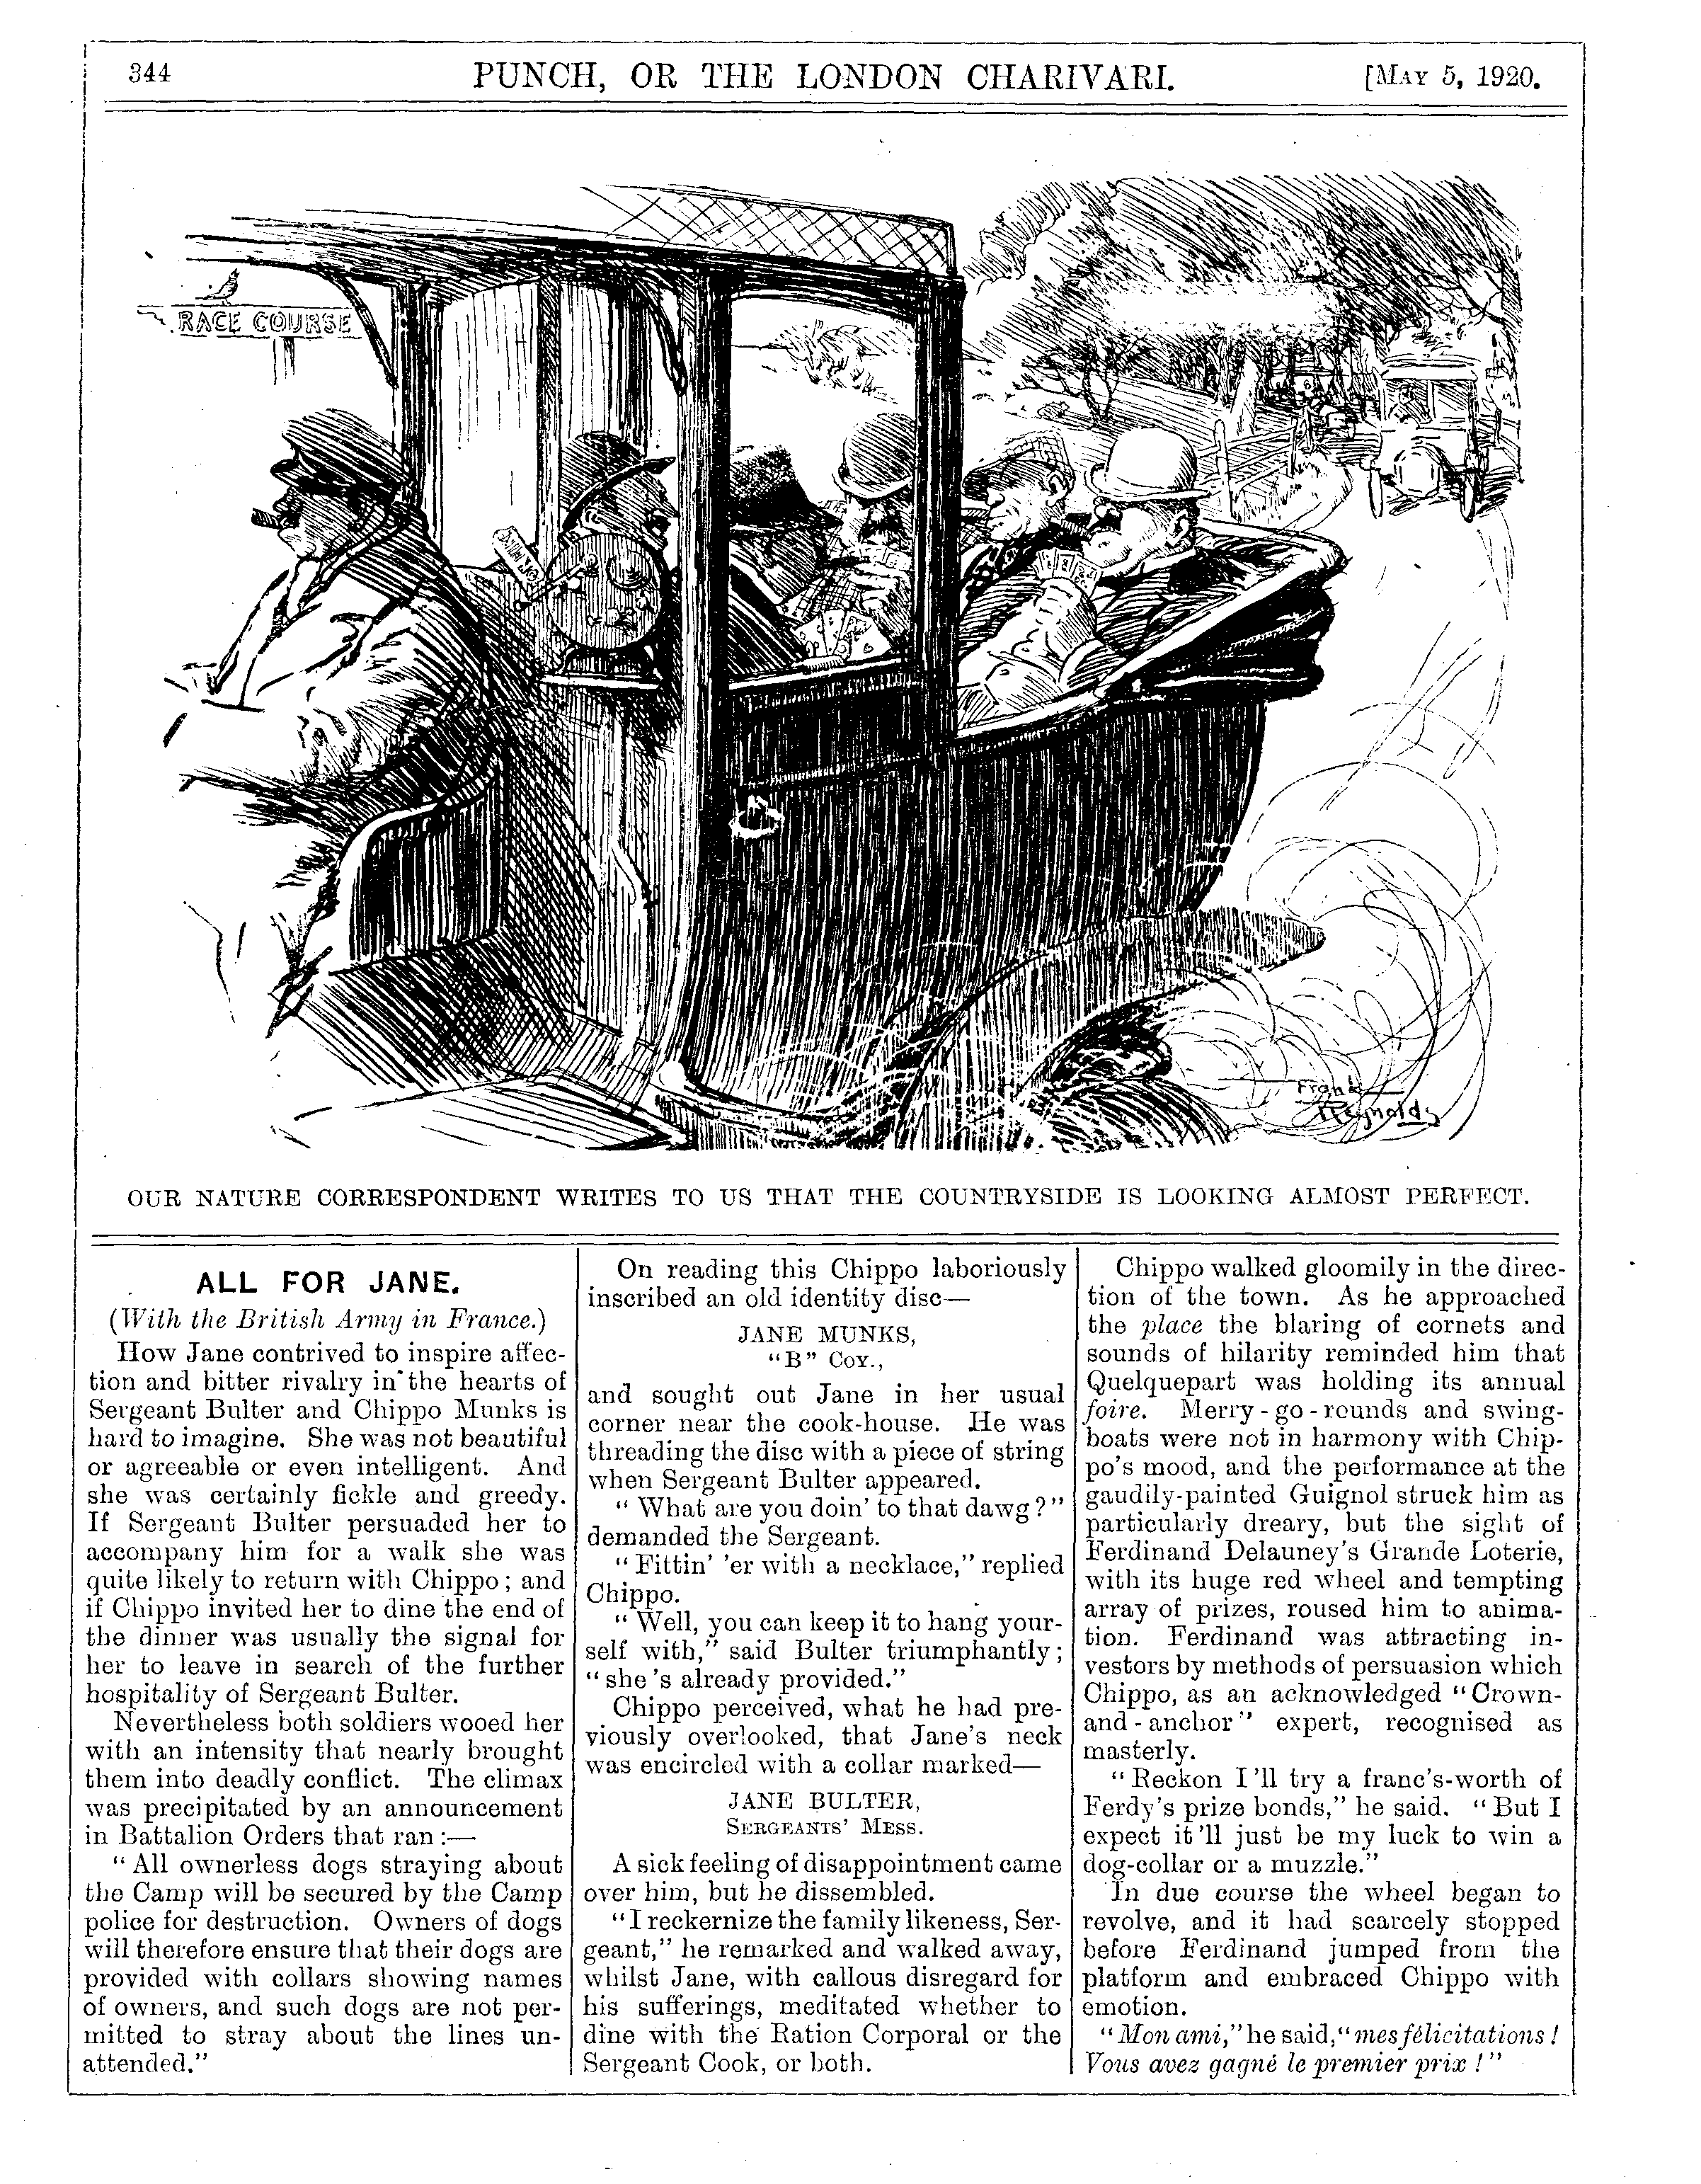 344
PUNCH, OR THE LONDON CHARIVARI.
[MAY 5, 1920.
RACE COURSE
Frank
Reynolds
OUR NATURE CORRESPONDENT WRITES TO US THAT THE COUNTRYSIDE IS LOOKING ALMOST PERFECT.
ALL FOR JANE.
(With the British Army in France.)
How Jane contrived to inspire affec-
tion and bitter rivalry in the hearts of
Sergeant Bulter and Chippo Munks is
hard to imagine. She was not beautiful
or agreeable or even intelligent. And
she was certainly fickle and greedy.
If Sergeant Bulter persuaded her to
accompany him for a walk she was
quite likely to return with Chippo; and
if Chippo invited her to dine the end of
the dinner was usually the signal for
her to leave in search of the further
hospitality of Sergeant Bulter.
Nevertheless both soldiers wooed her
with an intensity that nearly brought
them into deadly conflict. The climax
was precipitated by an announcement
in Battalion Orders that ran:—
"All ownerless dogs straying about
the Camp will be secured by the Camp
police for destruction. Owners of dogs
will therefore ensure that their dogs are
provided with collars showing names
of owners, and such dogs are not per-
mitted to stray about the lines un-
attended."
On reading this Chippo laboriously
inscribed an old identity disc—
JANE MUNKS,
"B" COY.,
and sought out Jane in her usual
corner near the cook-house. He was
threading the disc with a piece of string
when Sergeant Bulter appeared.
"What are you doin' to that dawg?"
demanded the Sergeant.
"Fittin' 'er with a necklace," replied
Chippo.
"Well, you can keep it to hang your-
self with," said Bulter triumphantly;
"she's already provided."
Chippo perceived, what he had pre-
viously overlooked, that Jane's neck
was encircled with a collar marked—
JANE BULTER,
SERGEANTS' MESS.
A sick feeling of disappointment came
over him, but he dissembled.
"I reckernize the family likeness, Ser-
geant," he remarked and walked away,
whilst Jane, with callous disregard for
his sufferings, meditated whether to
dine with the Ration Corporal or the
Sergeant Cook, or both.
Chippo walked gloomily in the direc-
tion of the town. As he approached
the place the blaring of cornets and
sounds of hilarity reminded him that
Quelquepart was holding its annual
foire. Merry-go-rounds and swing-
boats were not in harmony with Chip-
po's mood, and the performance at the
gaudily-painted Guignol struck him as
particularly dreary, but the sight of
Ferdinand Delauney's Grande Loterie,
with its huge red wheel and tempting
array of prizes, roused him to anima-
tion. Ferdinand was attracting in-
vestors by methods of persuasion which
Chippo, as an acknowledged "Crown-
and-anchor" expert, recognised as
masterly.
"Reckon I'll try a franc's-worth of
Ferdy's prize bonds," he said. "But I
expect it'll just be my luck to win a
dog-collar or a muzzle."
In due course the wheel began to
revolve, and it had scarcely stopped
before Ferdinand jumped from the
platform and embraced Chippo with
emotion.
"Mon ami," he said, "mes félicitations!
Vous avez gagné le premier prix!"